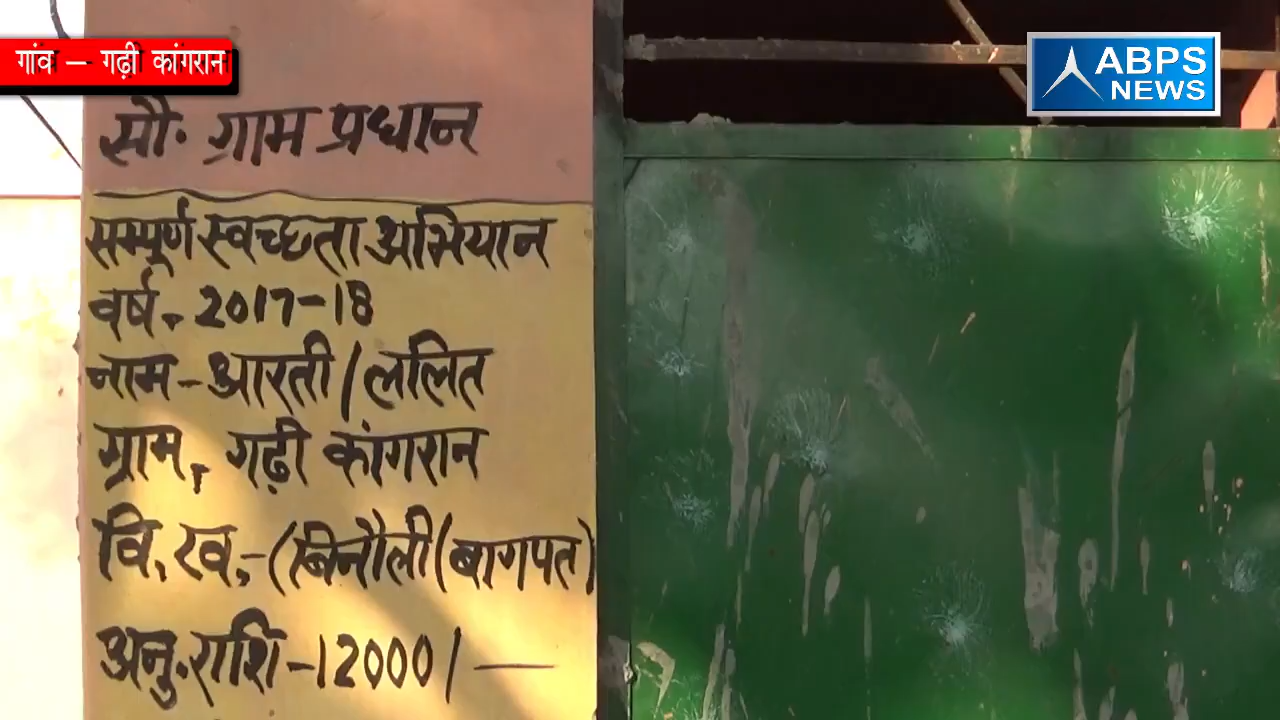 गांव – गढ़ी कांगरान
ABPS
NEWS
सौ. ग्राम प्रधान
सम्पूर्ण स्वच्छता अभियान
वर्ष. 2017-18
नाम - आरती/ललित
ग्राम, गढ़ी कांगरान
वि. ख. - (बिनौली (बागपत)
अनु. राशि - 12000/ —